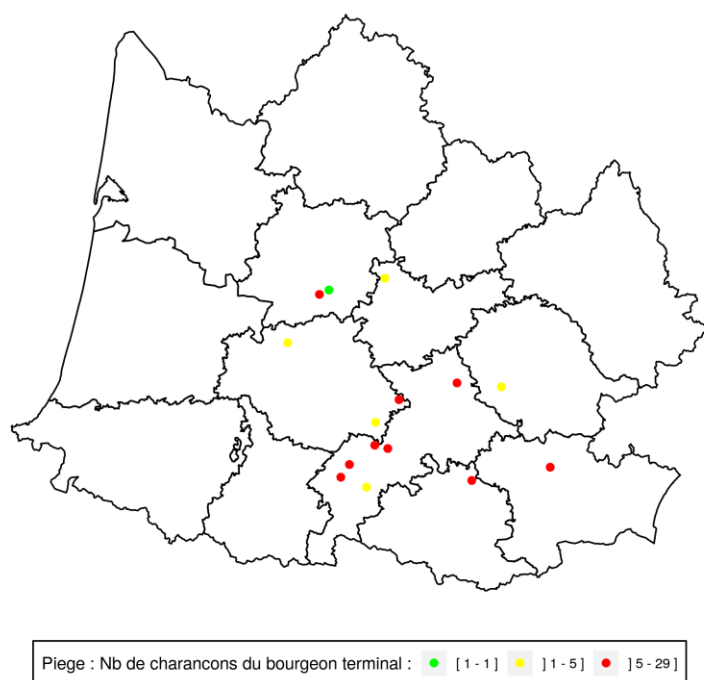 Piege : Nb de charancons du bourgeon terminal : [ 1 - 1 ] ] 1 - 5 ] ] 5 - 29 ]